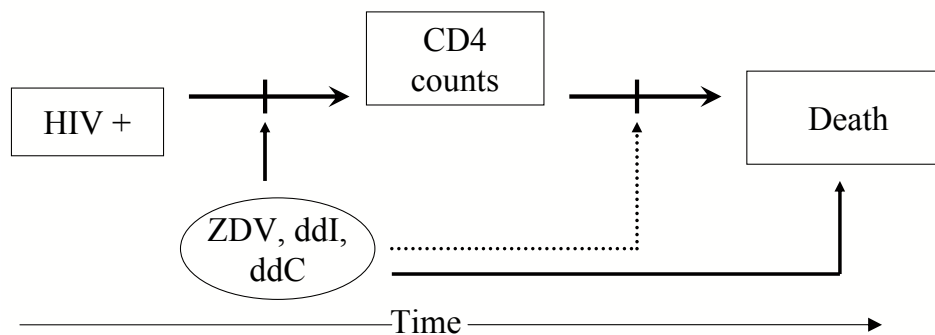 CD4
counts
HIV +
Death
ZDV, ddI,
ddC
Time